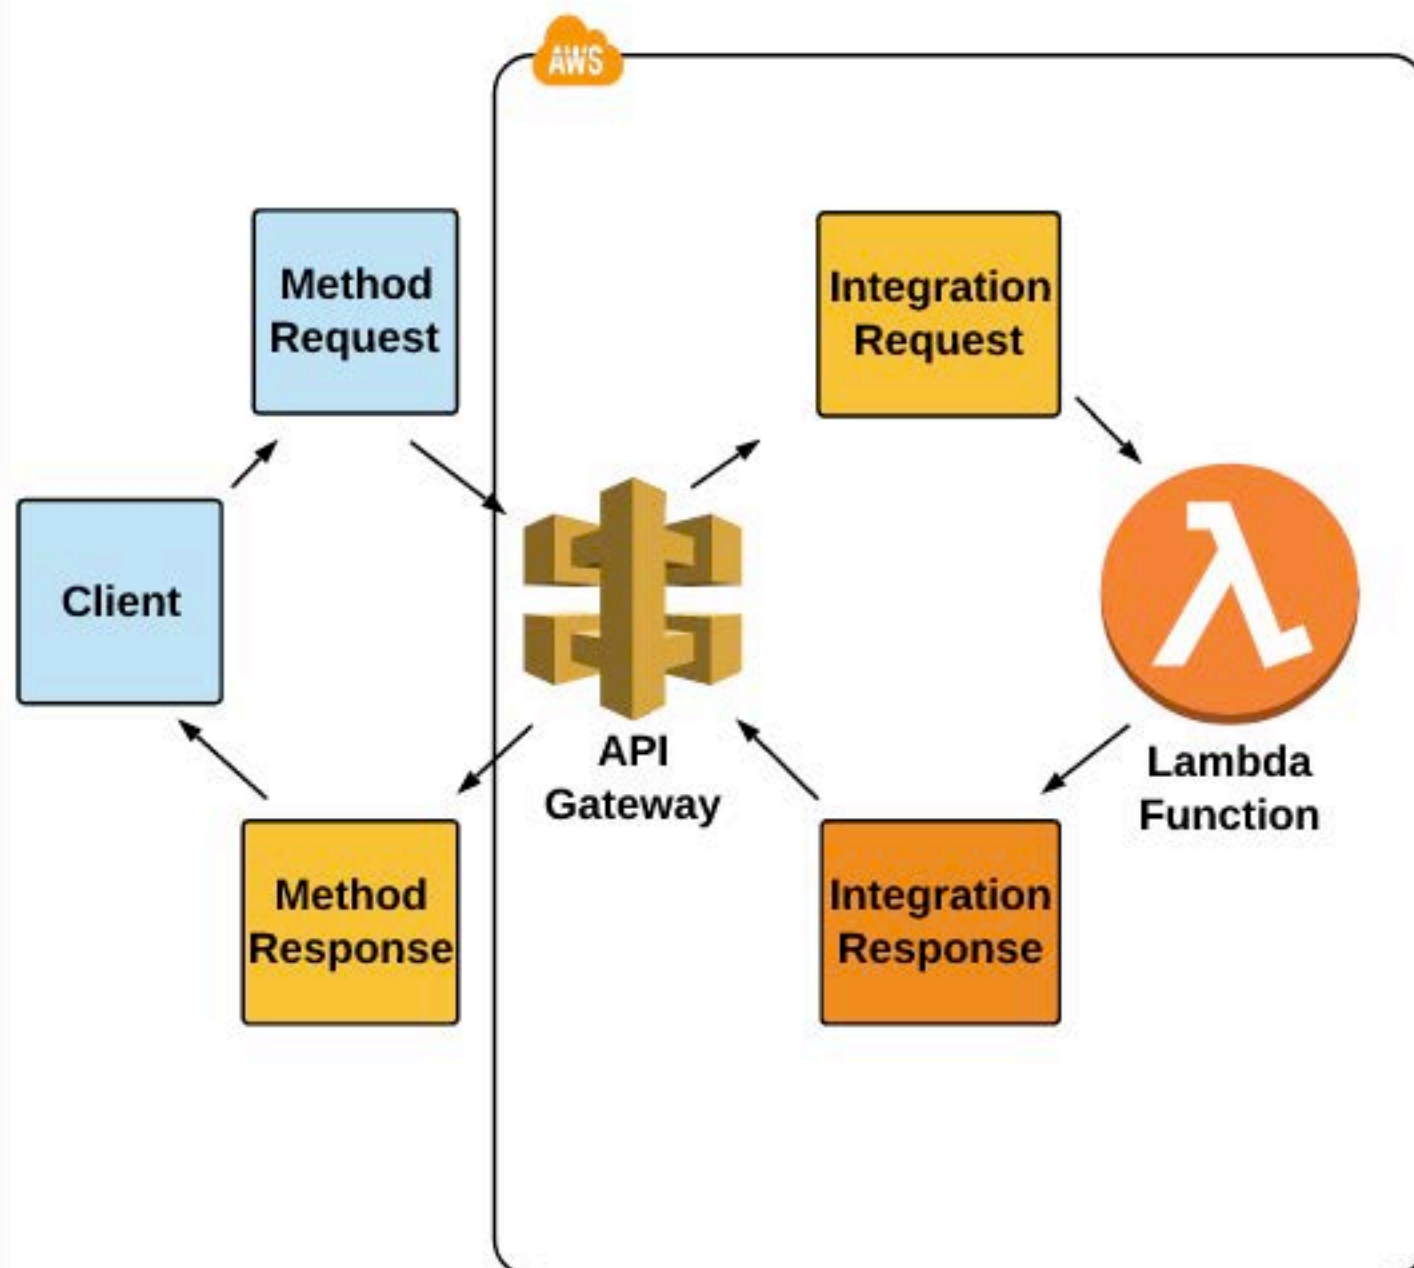 AWS
Method
Request
Integration
Request
Client
API
Gateway
Lambda
Function
Method
Response
Integration
Response